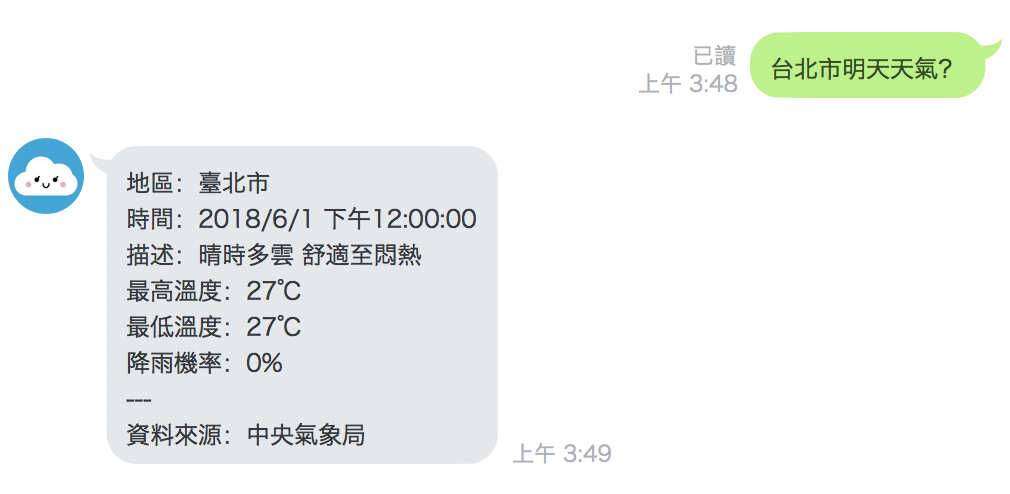 已讀
上午 3:48
台北市明天天氣?
地區：臺北市
時間：2018/6/1 下午12:00:00
描述：晴時多雲 舒適至悶熱
最高溫度：27℃
最低溫度：27℃
降雨機率：0%
---
資料來源：中央氣象局
上午 3:49